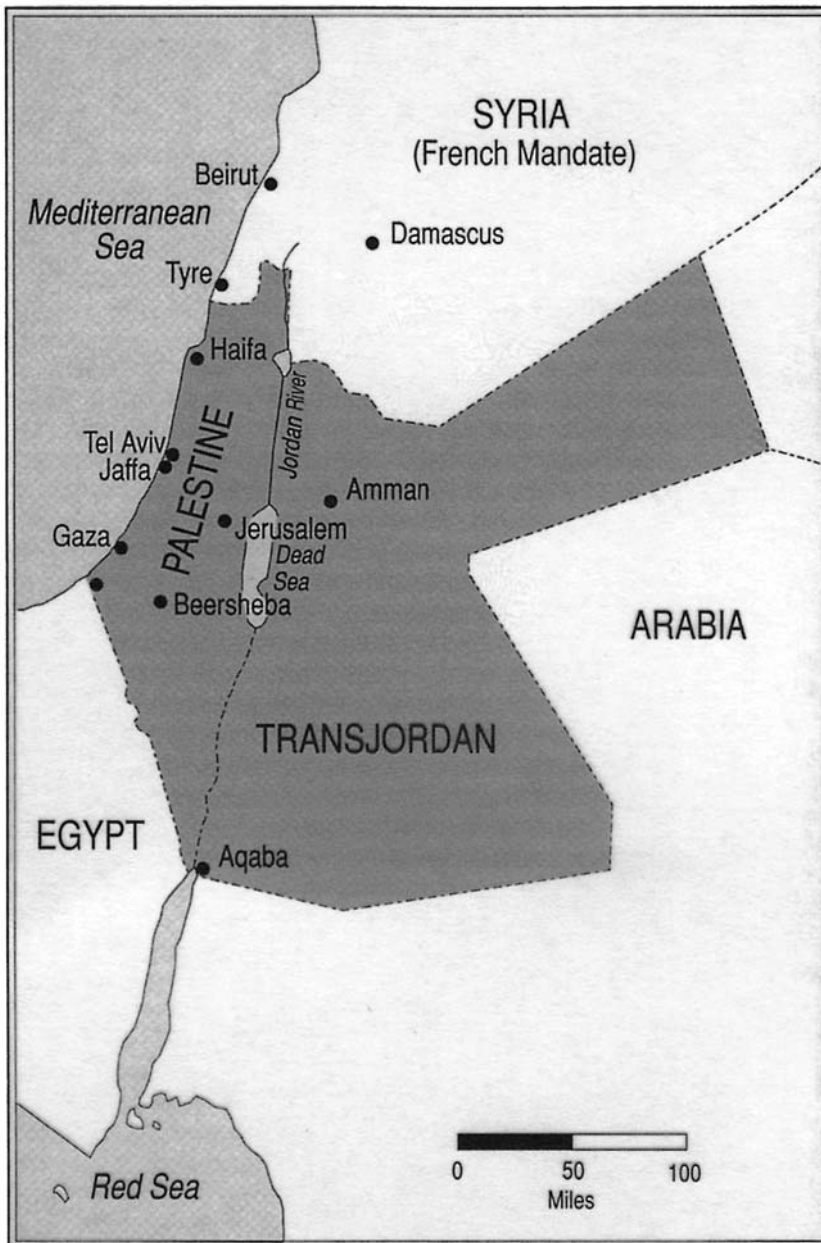 SYRIA
(French Mandate)
Beirut
Mediterranean
Sea
Damascus
Tyre
Haifa
Jordan River
Tel Aviv
Jaffa
PALESTINE
Amman
Jerusalem
Gaza
Dead
Sea
Beersheba
ARABIA
TRANSJORDAN
EGYPT
Aqaba
0 50 100
Miles
Red Sea